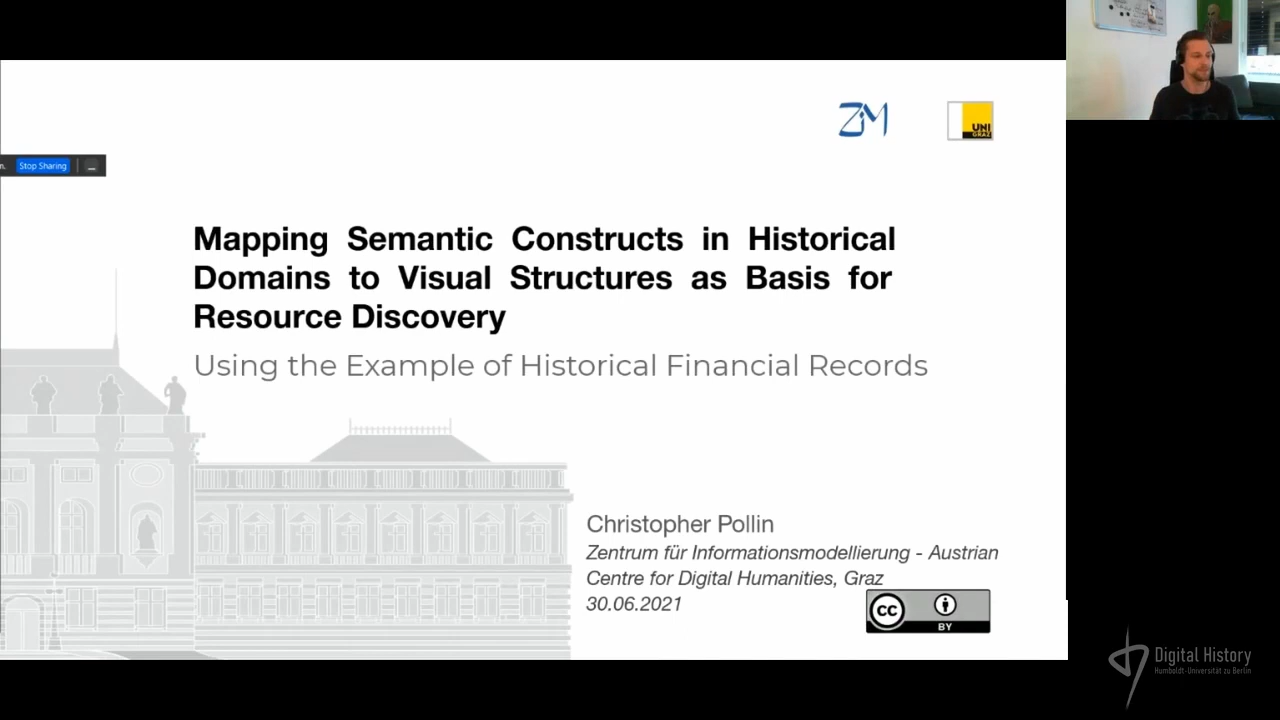 ZiM
UNI
GRAZ
n.
Stop Sharing
Mapping Semantic Constructs in Historical
Domains to Visual Structures as Basis for
Resource Discovery
Using the Example of Historical Financial Records
Christopher Pollin
Zentrum für Informationsmodellierung - Austrian
Centre for Digital Humanities, Graz
30.06.2021
cc
BY
Digital History
Humboldt-Universität zu Berlin